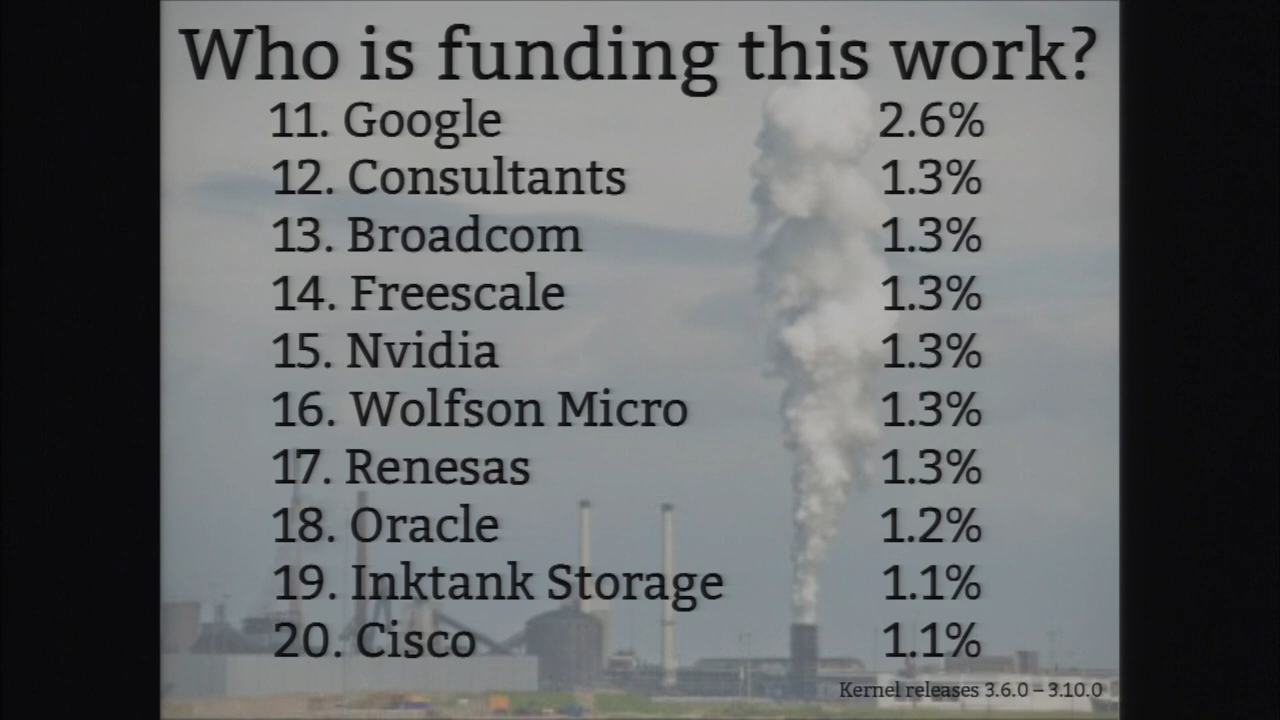 Who is funding this work?
11. Google 2.6%
12. Consultants 1.3%
13. Broadcom 1.3%
14. Freescale 1.3%
15. Nvidia 1.3%
16. Wolfson Micro 1.3%
17. Renesas 1.3%
18. Oracle 1.2%
19. Inktank Storage 1.1%
20. Cisco 1.1%
Kernel releases 3.6.0 – 3.10.0